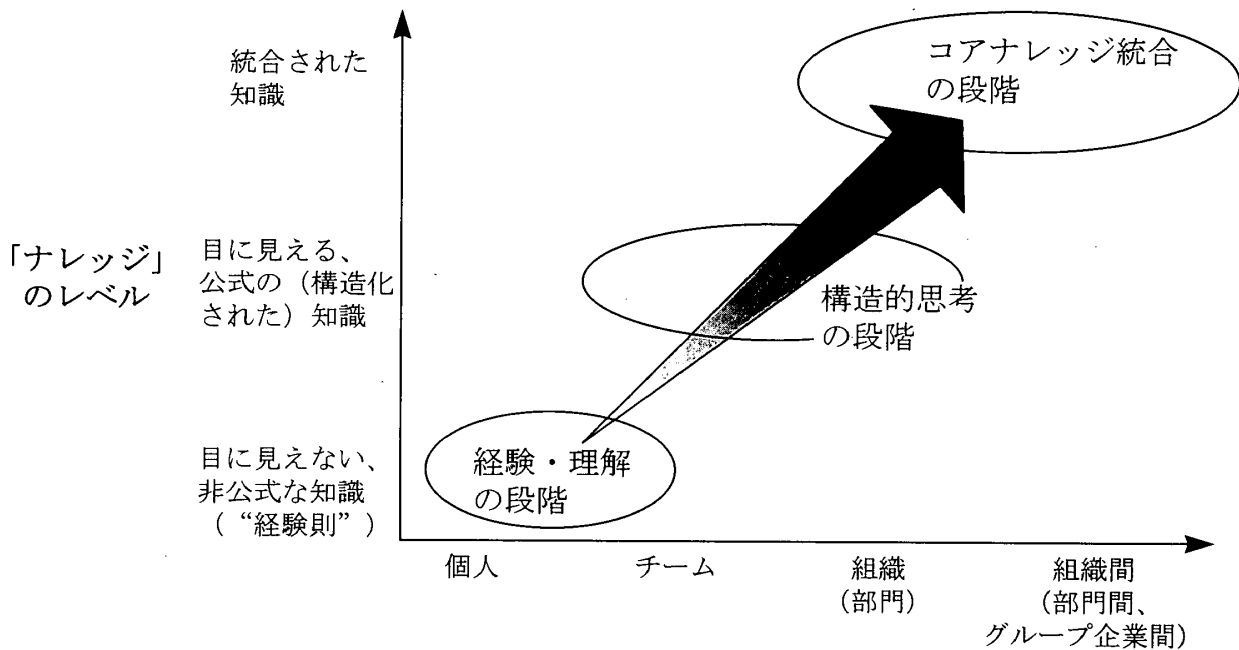 統合された
知識
コアナレッジ統合
の段階
「ナレッジ」
のレベル
目に見える、
公式の(構造化
された)知識
構造的思考
の段階
目に見えない、
非公式な知識
(“経験則”)
経験・理解
の段階
個人
チーム
組織
(部門)
組織間
(部門間、
グループ企業間)